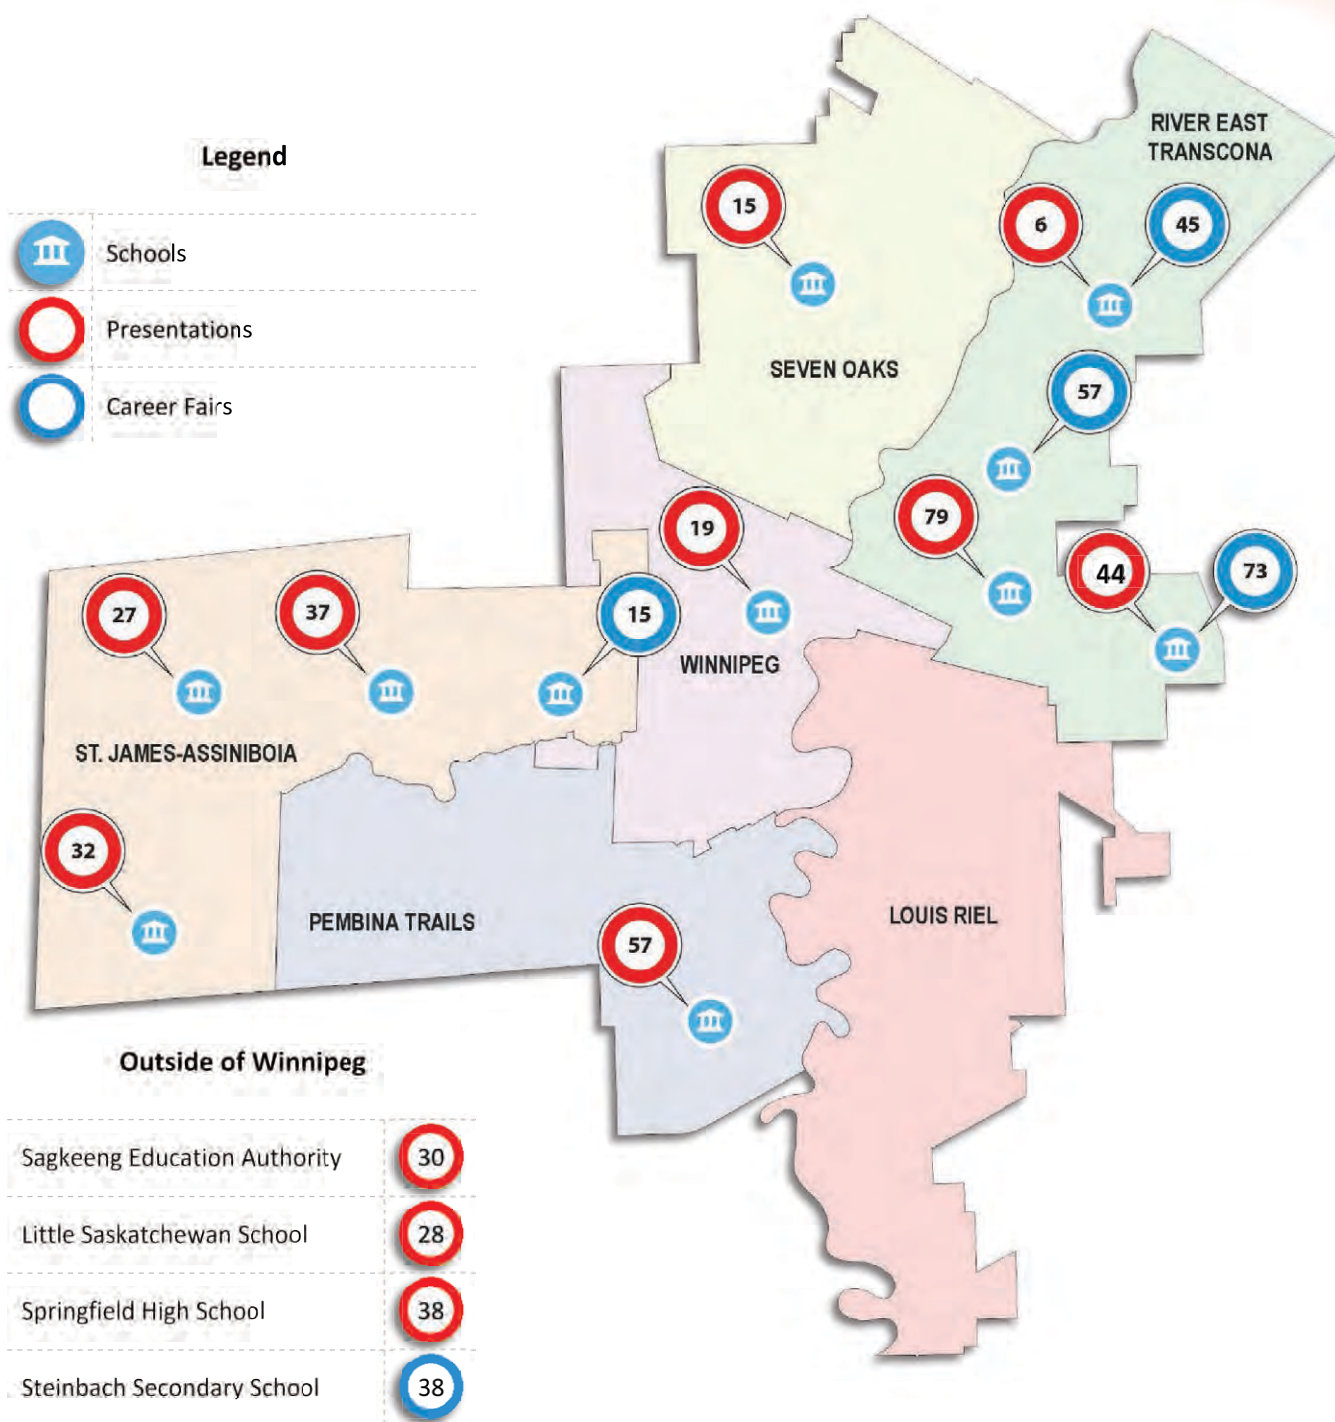 Legend
Schools
Presentations
Career Fairs
RIVER EAST
TRANSCONA
15
6
45
SEVEN OAKS
57
79
19
44
73
27
37
15
WINNIPEG
ST. JAMES-ASSINIBOIA
32
PEMBINA TRAILS
LOUIS RIEL
57
Outside of Winnipeg
Sagkeeng Education Authority 30
Little Saskatchewan School 28
Springfield High School 38
Steinbach Secondary School 38